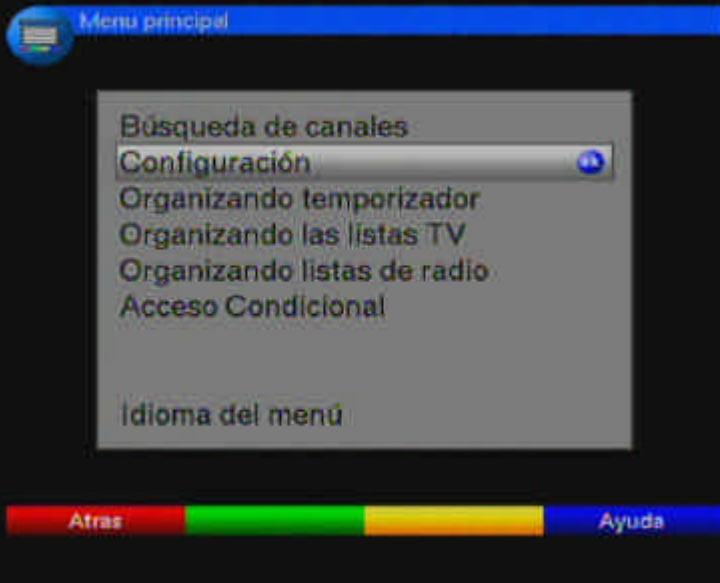 Menu principal
Búsqueda de canales
Configuración
Organizando temporizador
Organizando las listas TV
Organizando listas de radio
Acceso Condicional
Idioma del menú
Atras
Ayuda